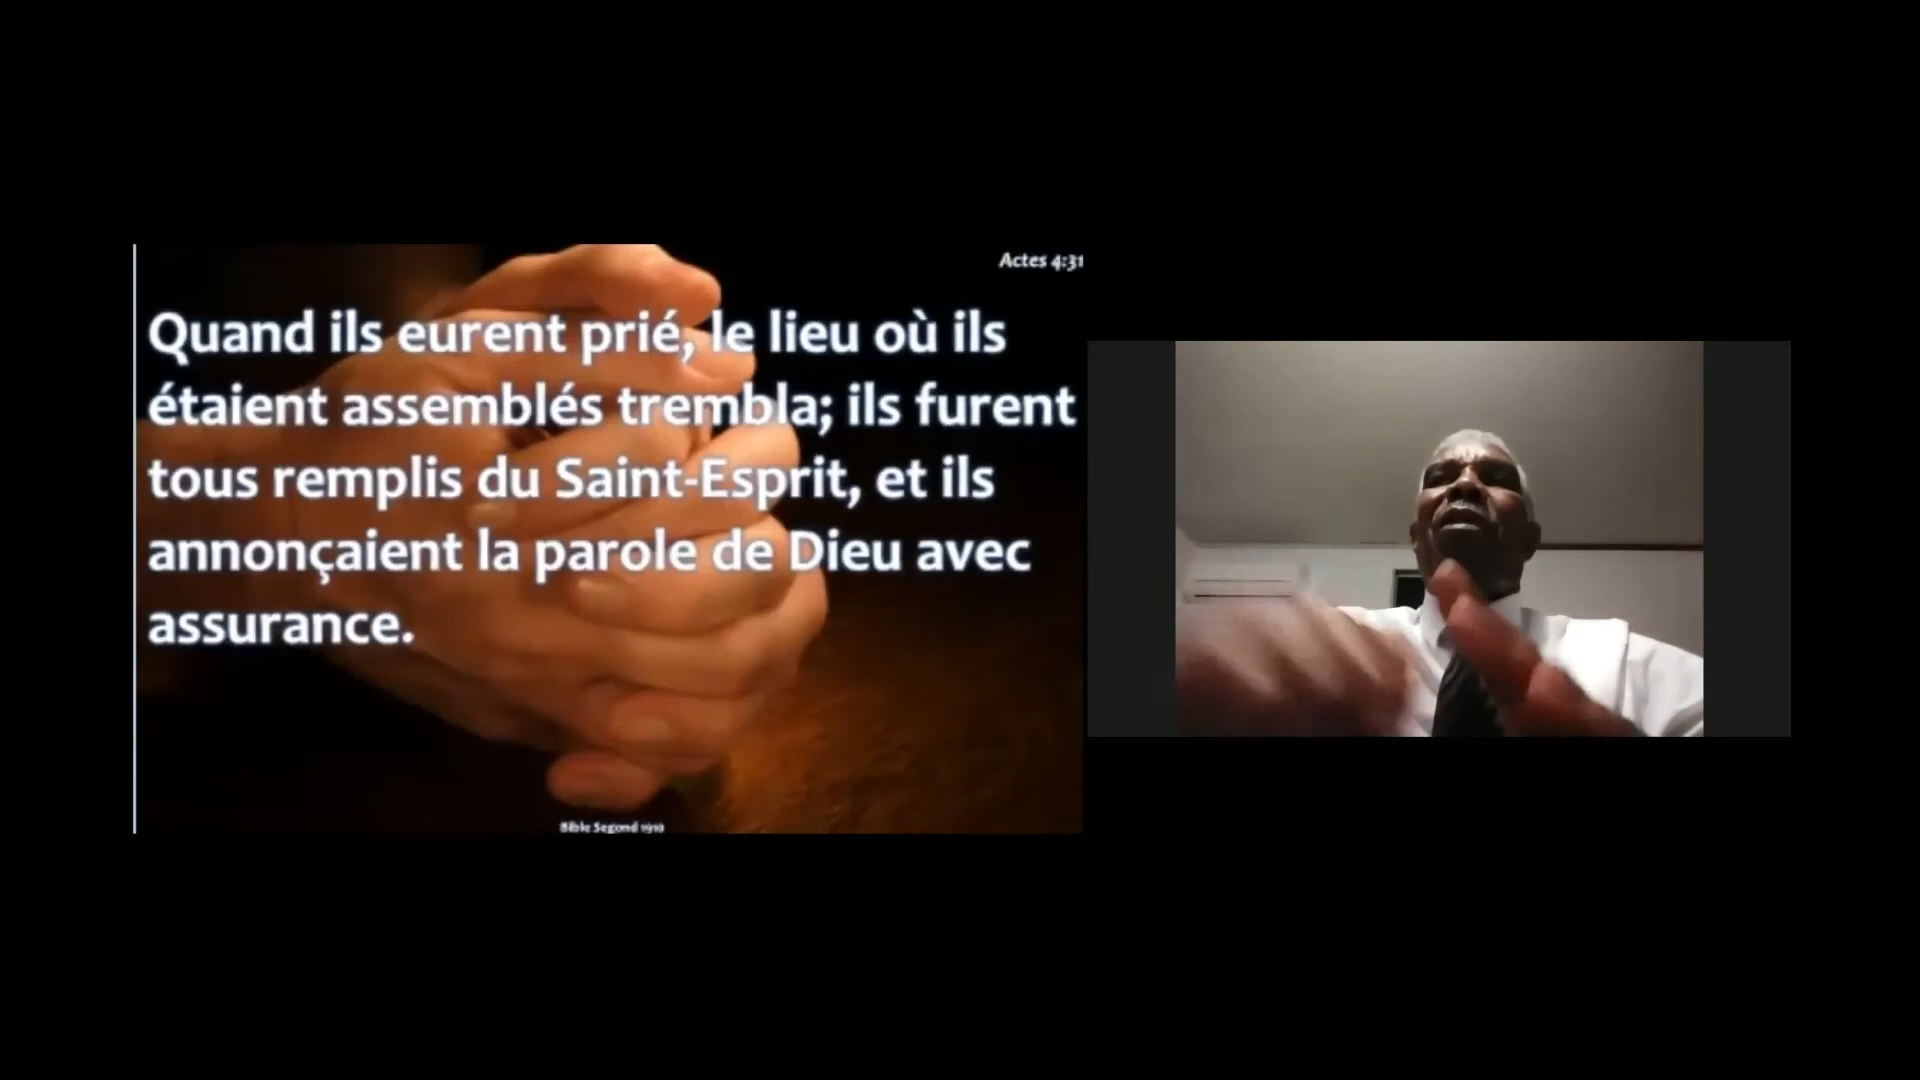 Actes 4:31
Quand ils eurent prié, le lieu où ils
étaient assemblés trembla; ils furent
tous remplis du Saint-Esprit, et ils
annonçaient la parole de Dieu avec
assurance.
Bible Segond 1910